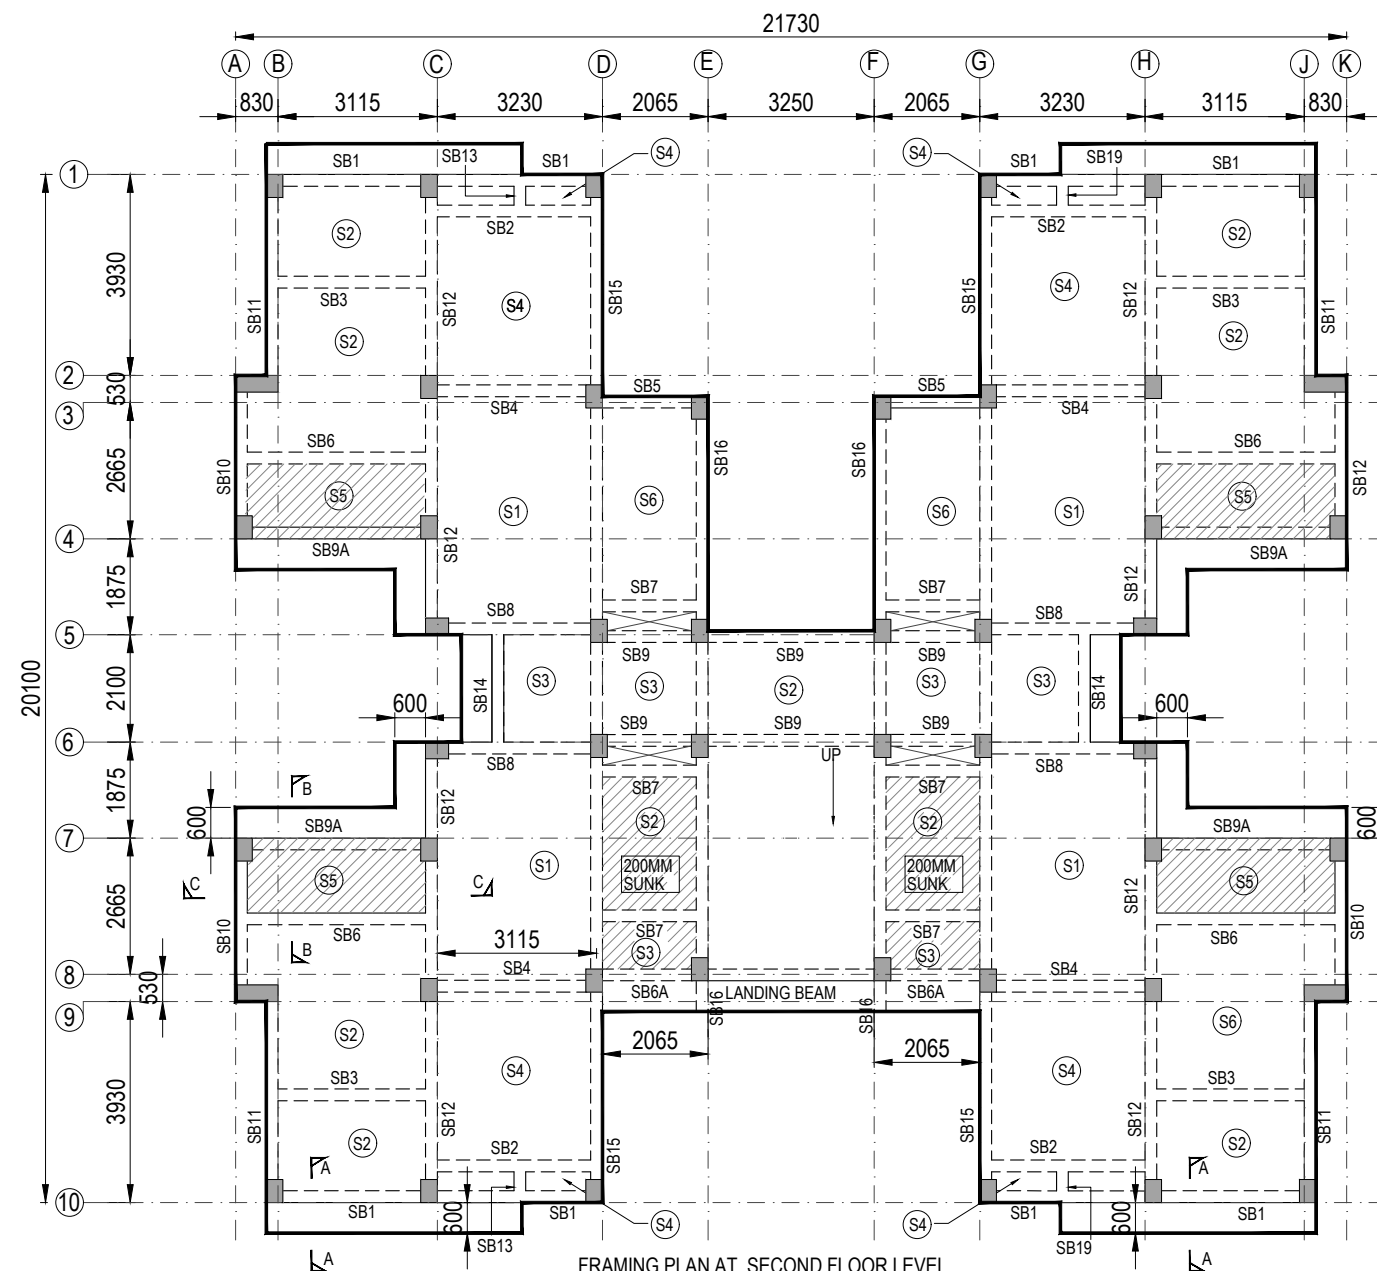 21730
A B C D E F G H J K
830 3115 3230 2065 3250 2065 3230 3115 830
SB1 SB13 SB1 S4 S4 SB1 SB19 SB1
1
SB2 SB2
S2 S2
3930
SB11 SB3 S4 SB12 SB15 SB15 S4 SB12 SB3 SB11
S2 S2
2
530 SB5 SB5
3
SB4 SB4
SB6 SB6
SB10 SB16 SB16 SB12
2665
S5 S1 S6 S6 S1 S5
4
SB9A SB12 SB12 SB9A
1875
SB7 SB7
SB8 SB8
5
SB9 SB9 SB9
20100
2100
SB14 S3 S3 S2 S3 S3 SB14
600 600
SB9 SB9 SB9
6
UP
SB8 SB8
1875
B SB12 SB7 SB7
600 600
SB9A S2 S2 SB9A
7
C S5 C S1 200MM 200MM S1 S5
SUNK SUNK
SB12
2665
SB10 SB6 SB7 SB7 SB6 SB10
B 3115
S3 S3
8
SB4 SB4
530
SB6A LANDING BEAM SB6A
SB16 SB16
9
S2 S6
2065 2065
S4 S4
SB3 SB3
3930
SB11 SB12 SB15 SB15 SB12 SB11
S2 S2
SB2 SB2
A A
10
SB1 600 SB1 S4 S4 SB1 600 SB1
SB13 SB19
A A
FRAMING PLAN AT SECOND FLOOR LEVEL